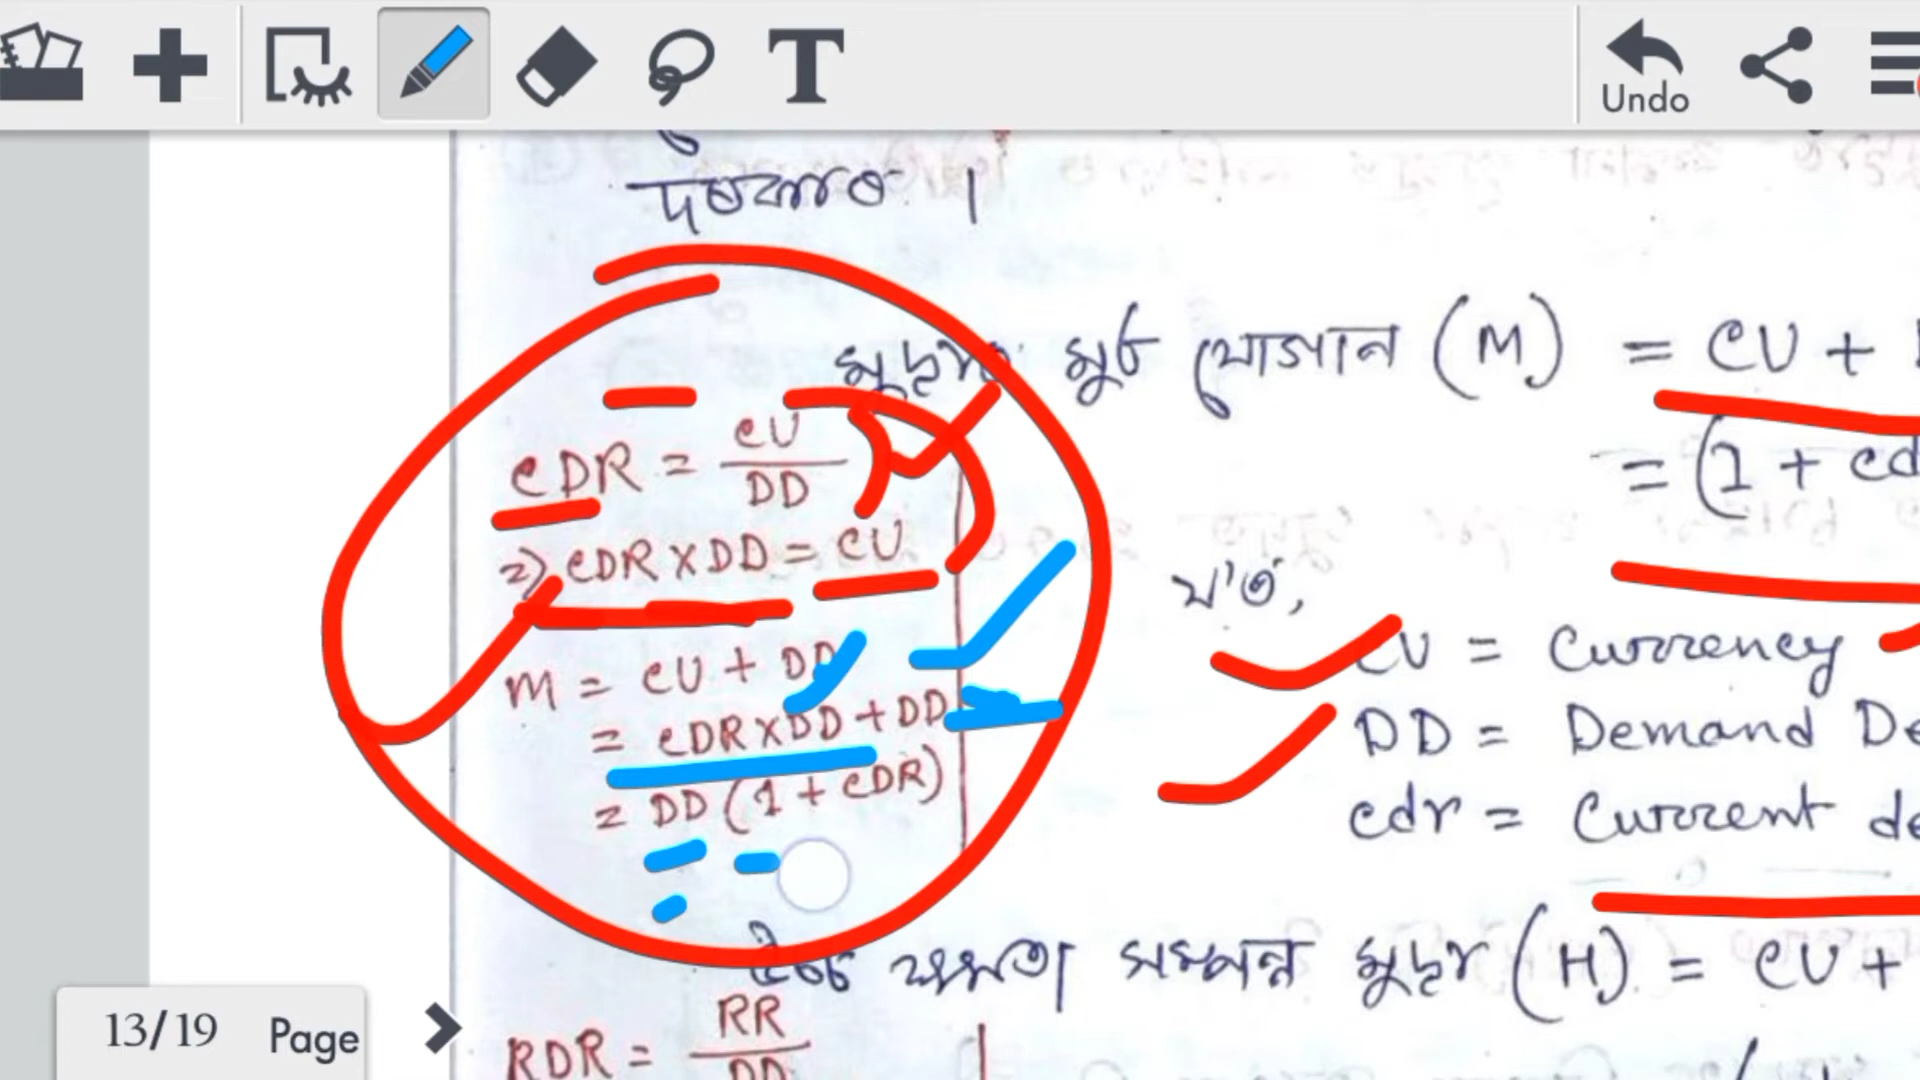 T
Undo
মুদ্ৰাৰ মুঠ যোগান (M) = CU +
CDR = CU / DD
= (1 + cd
=) CDR X DD = CU
য'ত,
M = CU + DD
CU = Currency
= CDR X DD + DD
DD = Demand De
= DD (1 + CDR)
cdr = Current de
উচ্চ ক্ষমতা সম্পন্ন মুদ্ৰা (H) = CU +
RDR = RR / DD
13/19 Page